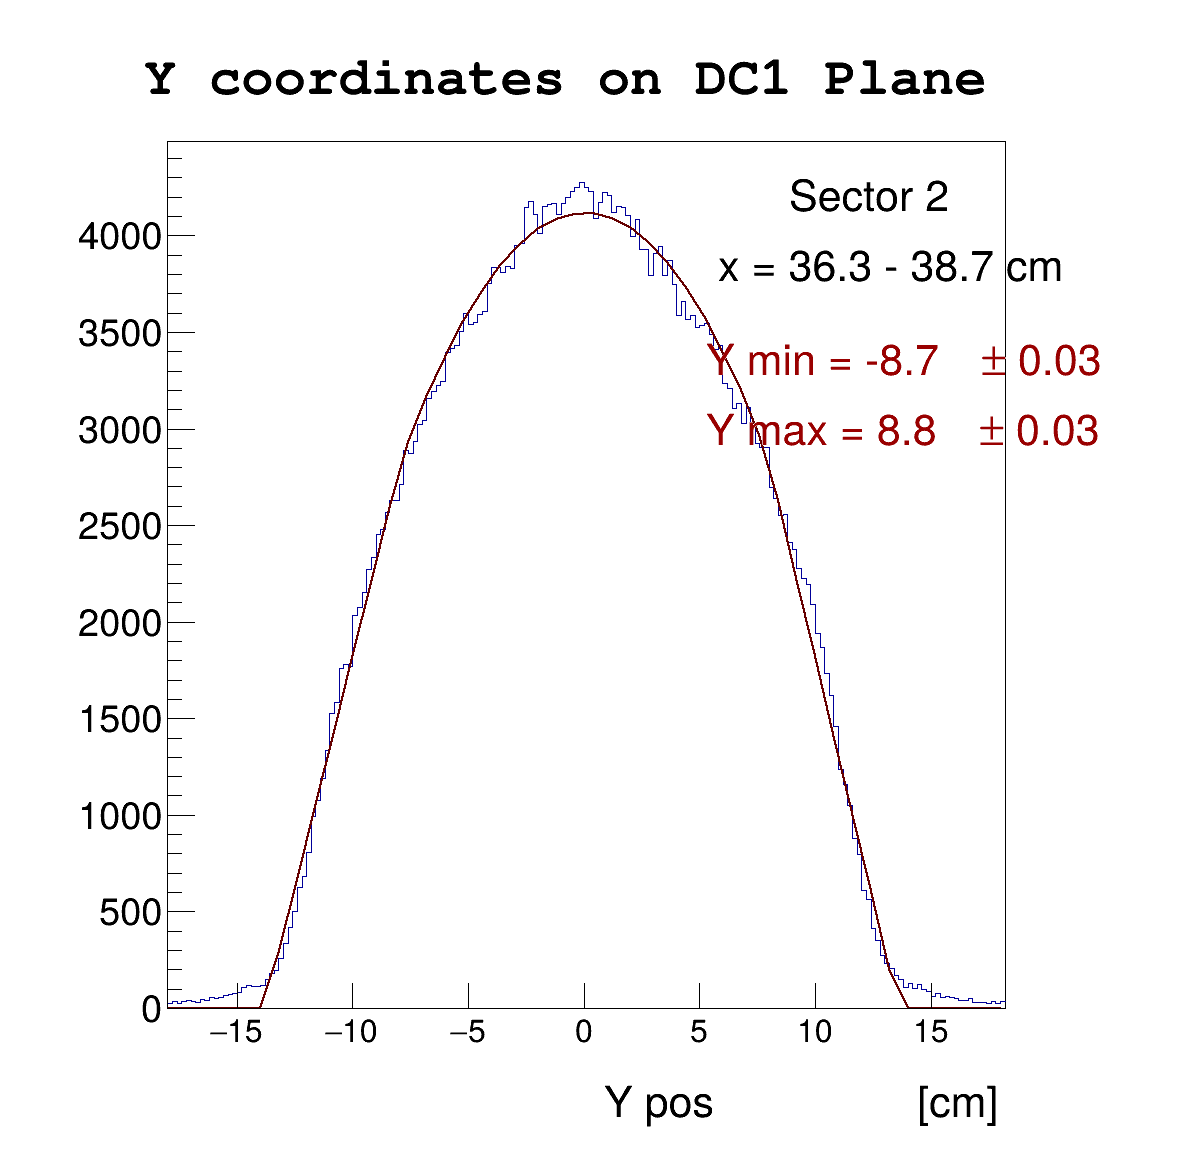 Y coordinates on DC1 Plane
Sector 2
x = 36.3 - 38.7 cm
Y min = -8.7 ± 0.03
Y max = 8.8 ± 0.03
4000
3500
3000
2500
2000
1500
1000
500
0
−15 −10 −5 0 5 10 15
Y pos [cm]